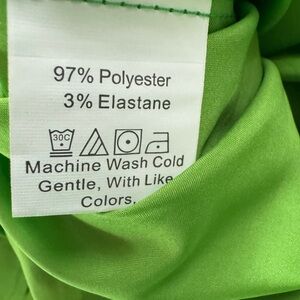 97% Polyester
3% Elastane
30C
Machine Wash Cold
Gentle, With Like
Colors.